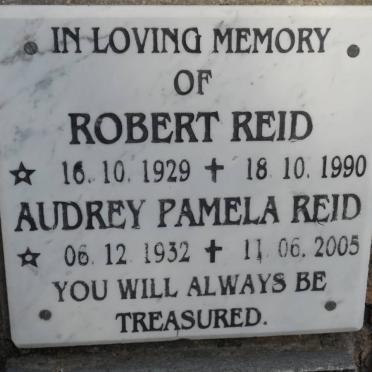 IN LOVING MEMORY
OF
ROBERT REID
☆ 16. 10. 1929 ✝ 18. 10. 1990
AUDREY PAMELA REID
☆ 06. 12. 1932 ✝ 11. 06. 2005
YOU WILL ALWAYS BE
TREASURED.